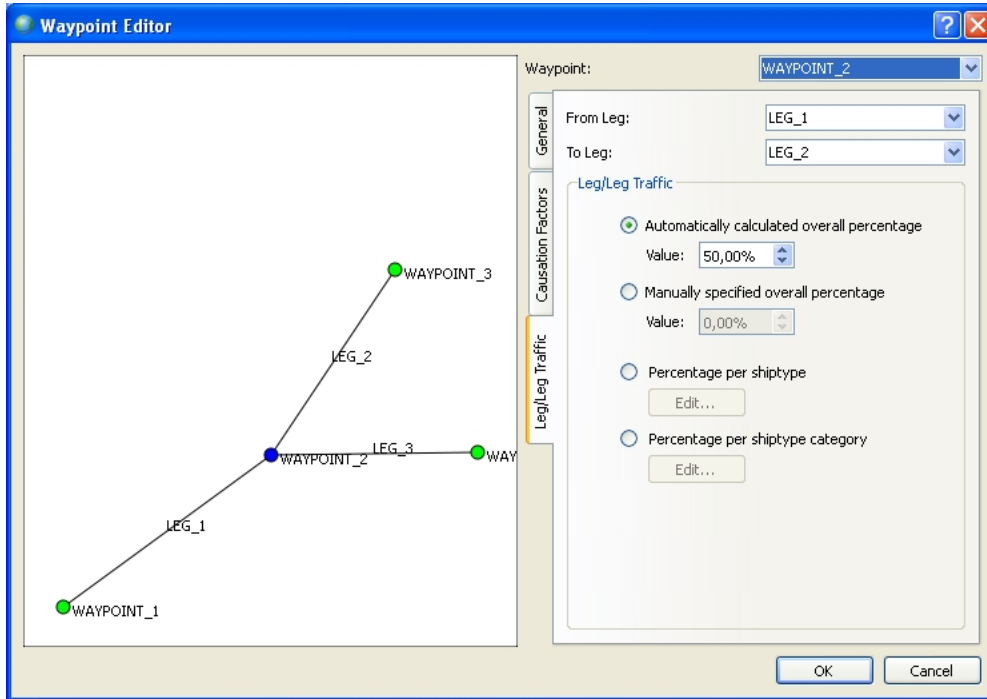 Waypoint Editor
Waypoint: WAYPOINT_2
General
Causation Factors
Leg/Leg Traffic
From Leg: LEG_1
To Leg: LEG_2
Leg/Leg Traffic
Automatically calculated overall percentage
Value: 50,00%
Manually specified overall percentage
Value: 0,00%
Percentage per shiptype
Edit...
Percentage per shiptype category
Edit...
WAYPOINT_3
LEG_2
LEG_3
WAYPOINT_2
WAY
LEG_1
WAYPOINT_1
OK Cancel